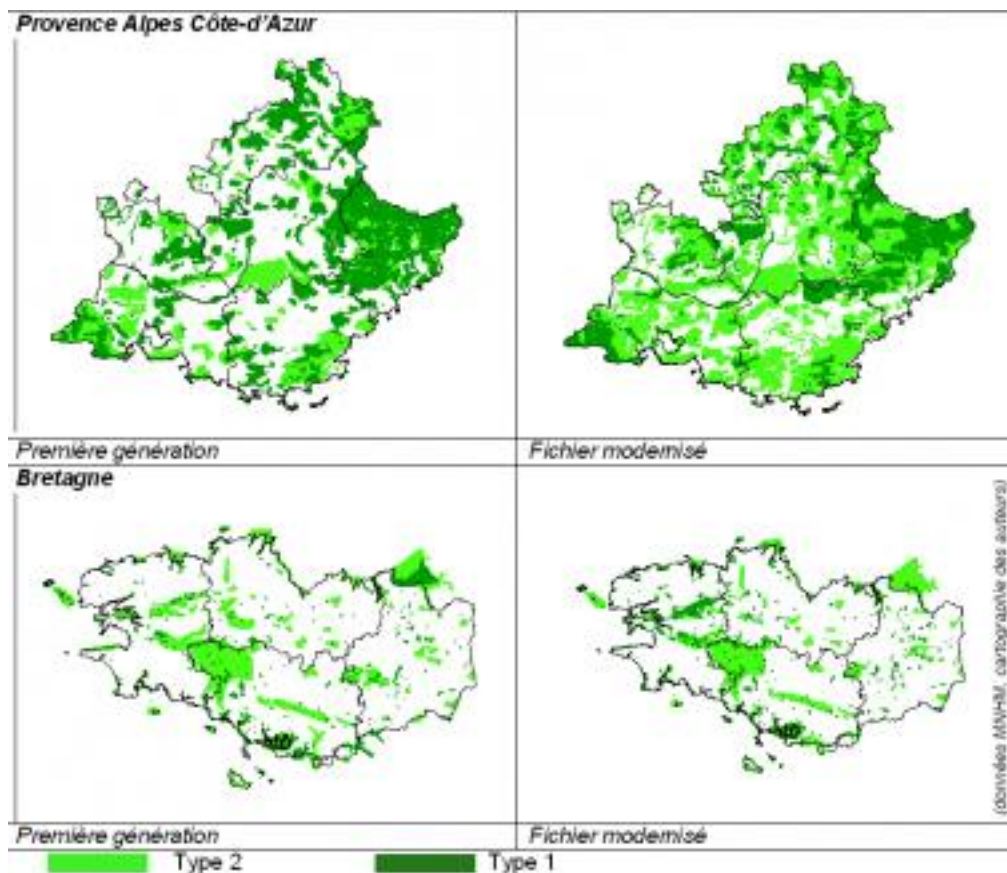 Provence Alpes Côte-d'Azur
Première génération
Fichier modernisé
Bretagne
(données MNHN, cartographie des auteurs)
Première génération
Fichier modernisé
Type 2
Type 1